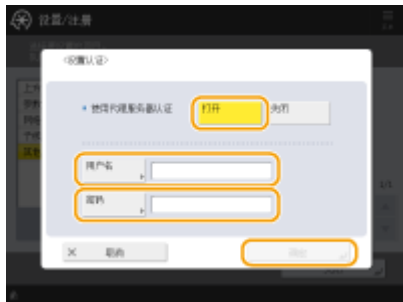 设置/注册
<设置认证>
使用代理服务器认证
打开
关闭
用户名
密码
1/1
× 取消
确定